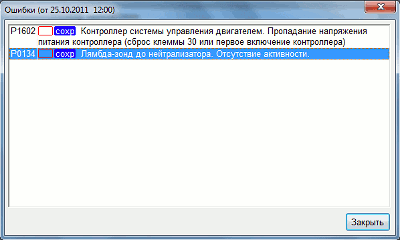 Ошибки (от 25.10.2011 12:00)
P1602 сохр Контроллер системы управления двигателем. Пропадание напряжения
питания контроллера (сброс клеммы 30 или первое включение контроллера)
P0134 сохр Лямбда-зонд до нейтрализатора. Отсутствие активности.
Закрыть